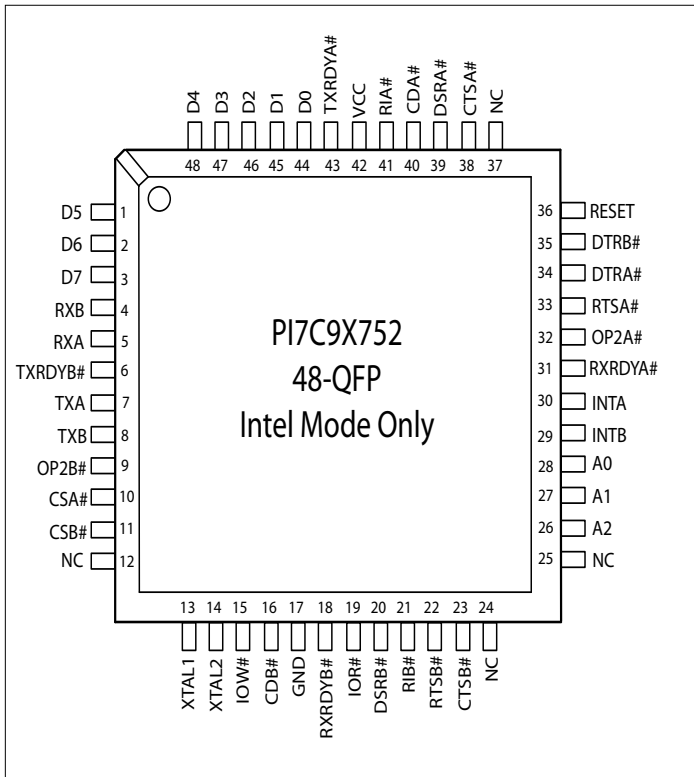 D4 D3 D2 D1 D0 TXRDYA# VCC RIA# CDA# DSRA# CTSA# NC
48 47 46 45 44 43 42 41 40 39 38 37
D5 1
D6 2
D7 3
RXB 4
RXA 5
TXRDYB# 6
TXA 7
TXB 8
OP2B# 9
CSA# 10
CSB# 11
NC 12
PI7C9X752
48-QFP
Intel Mode Only
36 RESET
35 DTRB#
34 DTRA#
33 RTSA#
32 OP2A#
31 RXRDYA#
30 INTA
29 INTB
28 A0
27 A1
26 A2
25 NC
13 14 15 16 17 18 19 20 21 22 23 24
XTAL1 XTAL2 IOW# CDB# GND RXRDYB# IOR# DSRB# RIB# RTSB# CTSB# NC